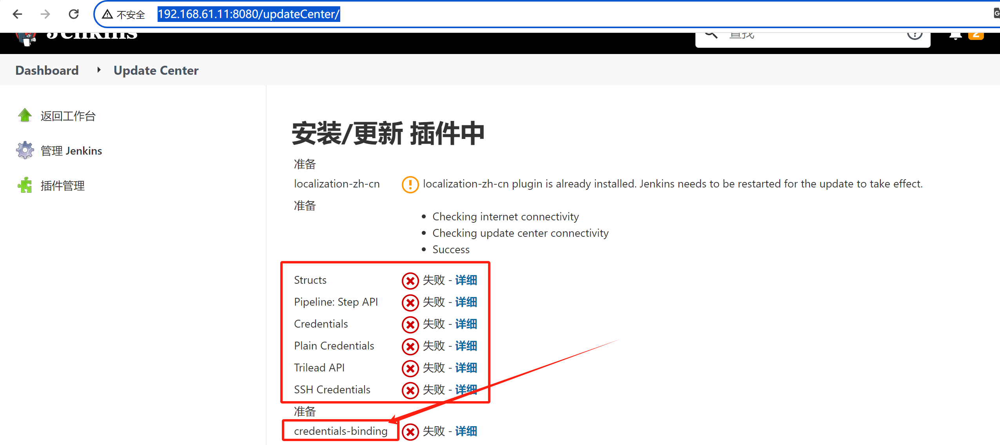 不安全 192.168.61.11:8080/updateCenter/
Jenkins 查找 2
Dashboard Update Center
返回工作台
管理 Jenkins
插件管理
安装/更新 插件中
准备
localization-zh-cn localization-zh-cn plugin is already installed. Jenkins needs to be restarted for the update to take effect.
准备
Checking internet connectivity
Checking update center connectivity
Success
Structs 失败 - 详细
Pipeline: Step API 失败 - 详细
Credentials 失败 - 详细
Plain Credentials 失败 - 详细
Trilead API 失败 - 详细
SSH Credentials 失败 - 详细
准备
credentials-binding 失败 - 详细